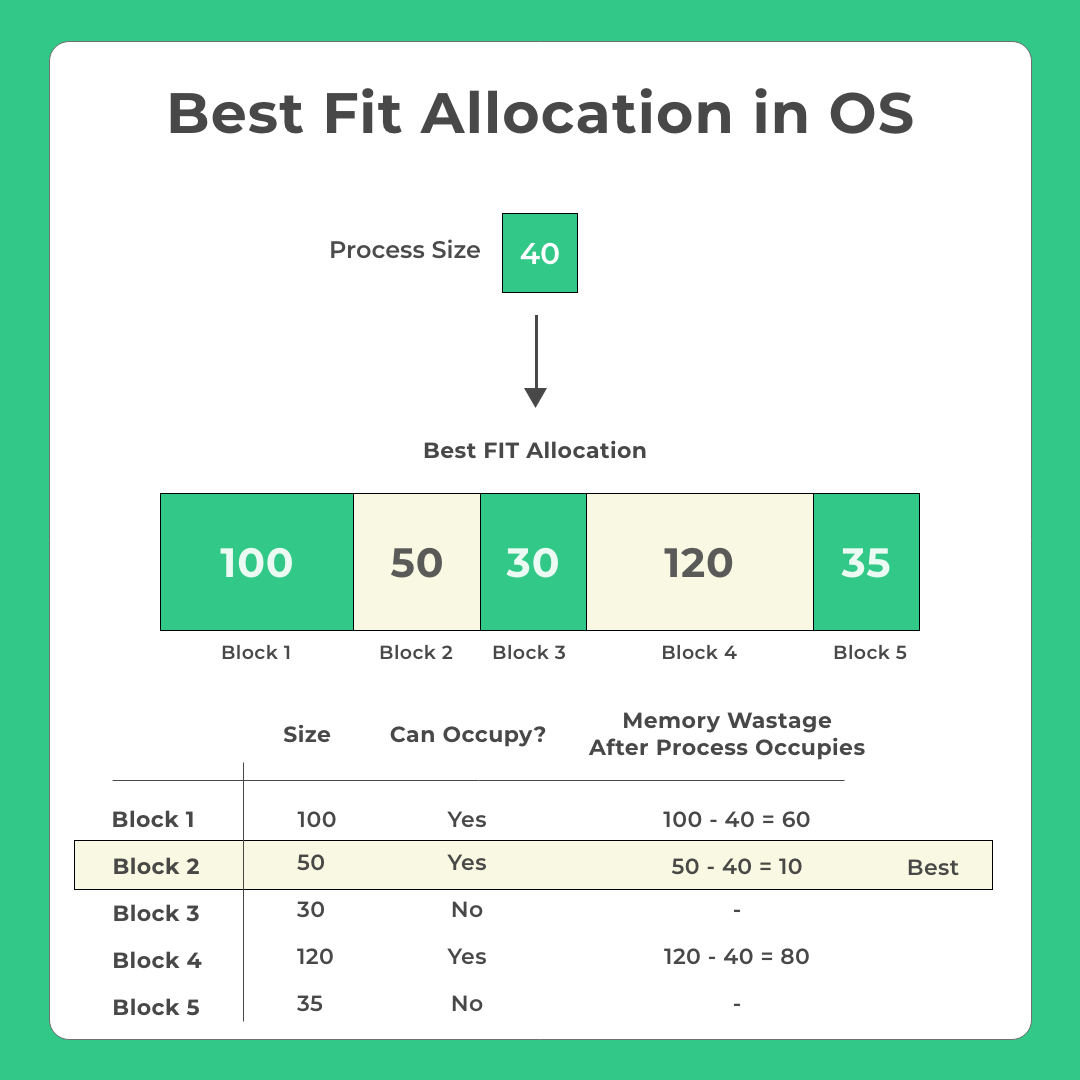 Best Fit Allocation in OS
Process Size 40
Best FIT Allocation
100 50 30 120 35
Block 1 Block 2 Block 3 Block 4 Block 5
Size Can Occupy? Memory Wastage
After Process Occupies
Block 1 100 Yes 100 - 40 = 60
Block 2 50 Yes 50 - 40 = 10 Best
Block 3 30 No -
Block 4 120 Yes 120 - 40 = 80
Block 5 35 No -